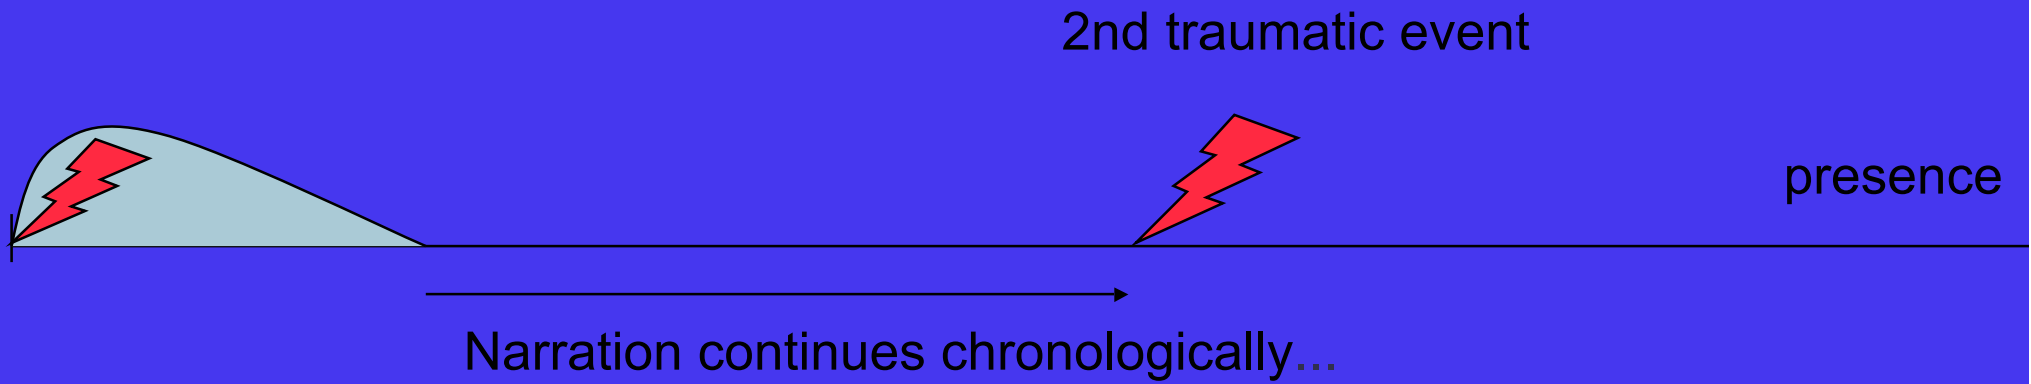 2nd traumatic event
presence
Narration continues chronologically...